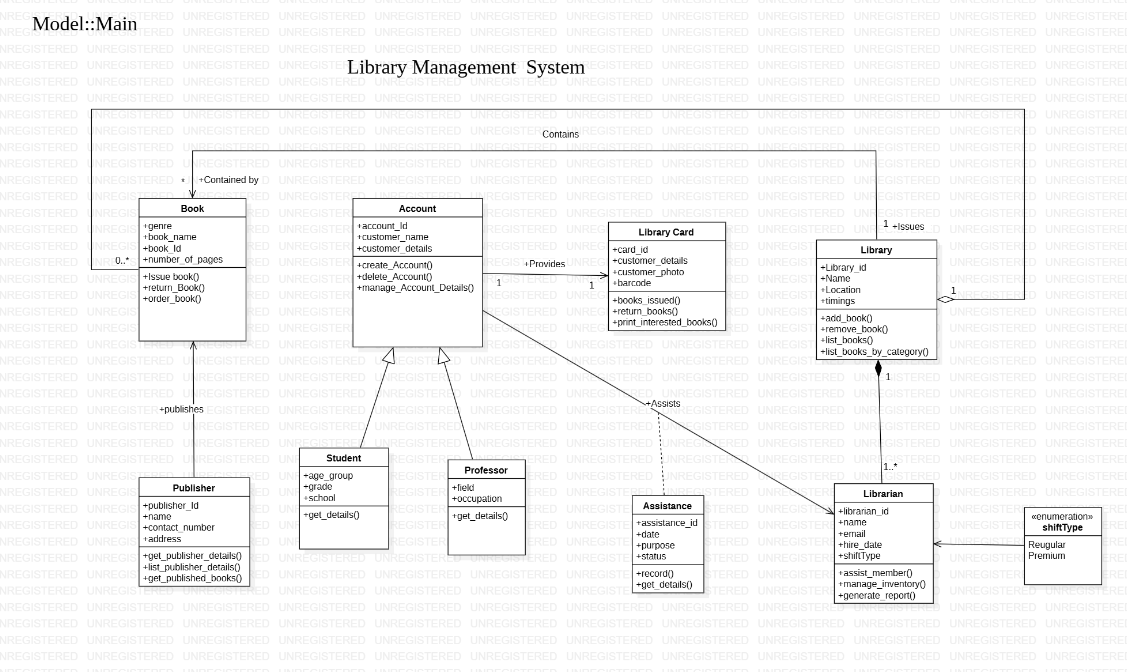 Model::Main
Library Management  System
Contains
*
+Contained by
1
+Issues
Book
+genre
+book_name
+book_Id
+number_of_pages
+Issue book()
+return_Book()
+order_book()
0..*
Account
+account_Id
+customer_name
+customer_details
+create_Account()
+delete_Account()
+manage_Account_Details()
+Provides
1
1
Library Card
+card_id
+customer_details
+customer_photo
+barcode
+books_issued()
+return_books()
+print_interested_books()
Library
+Library_id
+Name
+Location
+timings
+add_book()
+remove_book()
+list_books()
+list_books_by_category()
1
1
1..*
+publishes
+Assists
Publisher
+publisher_Id
+name
+contact_number
+address
+get_publisher_details()
+list_publisher_details()
+get_published_books()
Student
+age_group
+grade
+school
+get_details()
Professor
+field
+occupation
+get_details()
Assistance
+assistance_id
+date
+purpose
+status
+record()
+get_details()
Librarian
+librarian_id
+name
+email
+hire_date
+shiftType
+assist_member()
+manage_inventory()
+generate_report()
«enumeration»
shiftType
Reugular
Premium
UNREGISTERED